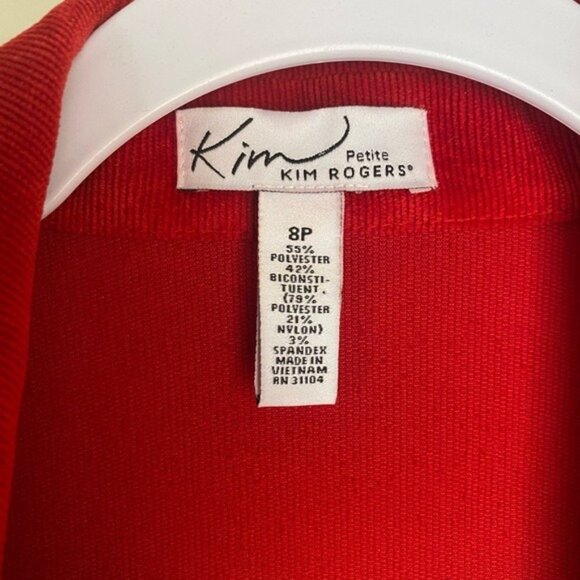 Kim Petite
KIM ROGERS®
8P
55%
POLYESTER
42%
BICONSTI-
TUENT.
(79%
POLYESTER
21%
NYLON)
3%
SPANDEX
MADE IN
VIETNAM
RN 31104